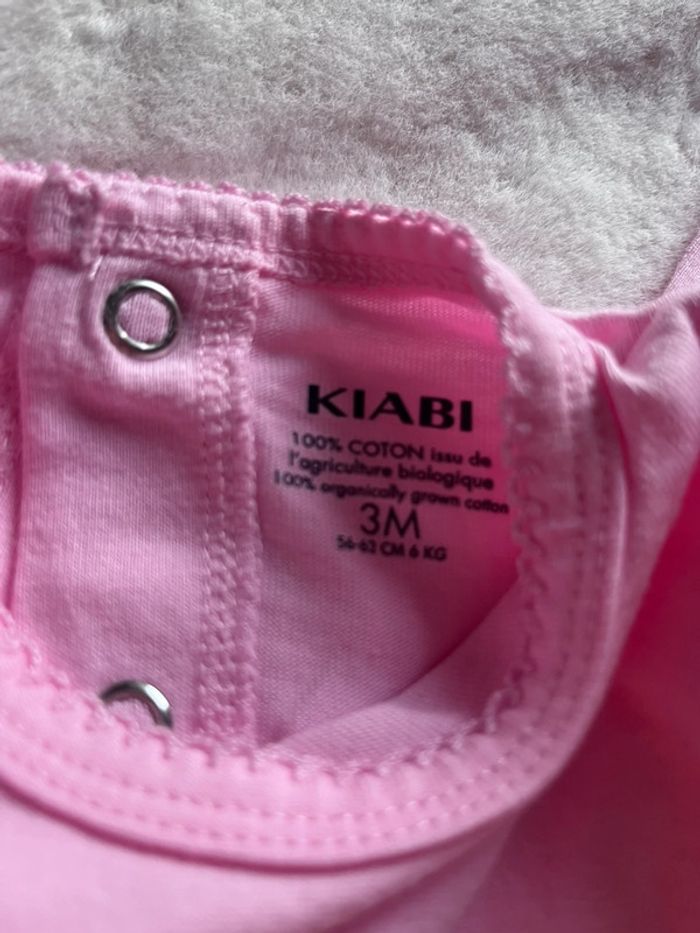 KIABI
100% COTON issu de
l'agriculture biologique
100% organically grown cotton
3M
56-62 CM 6 KG